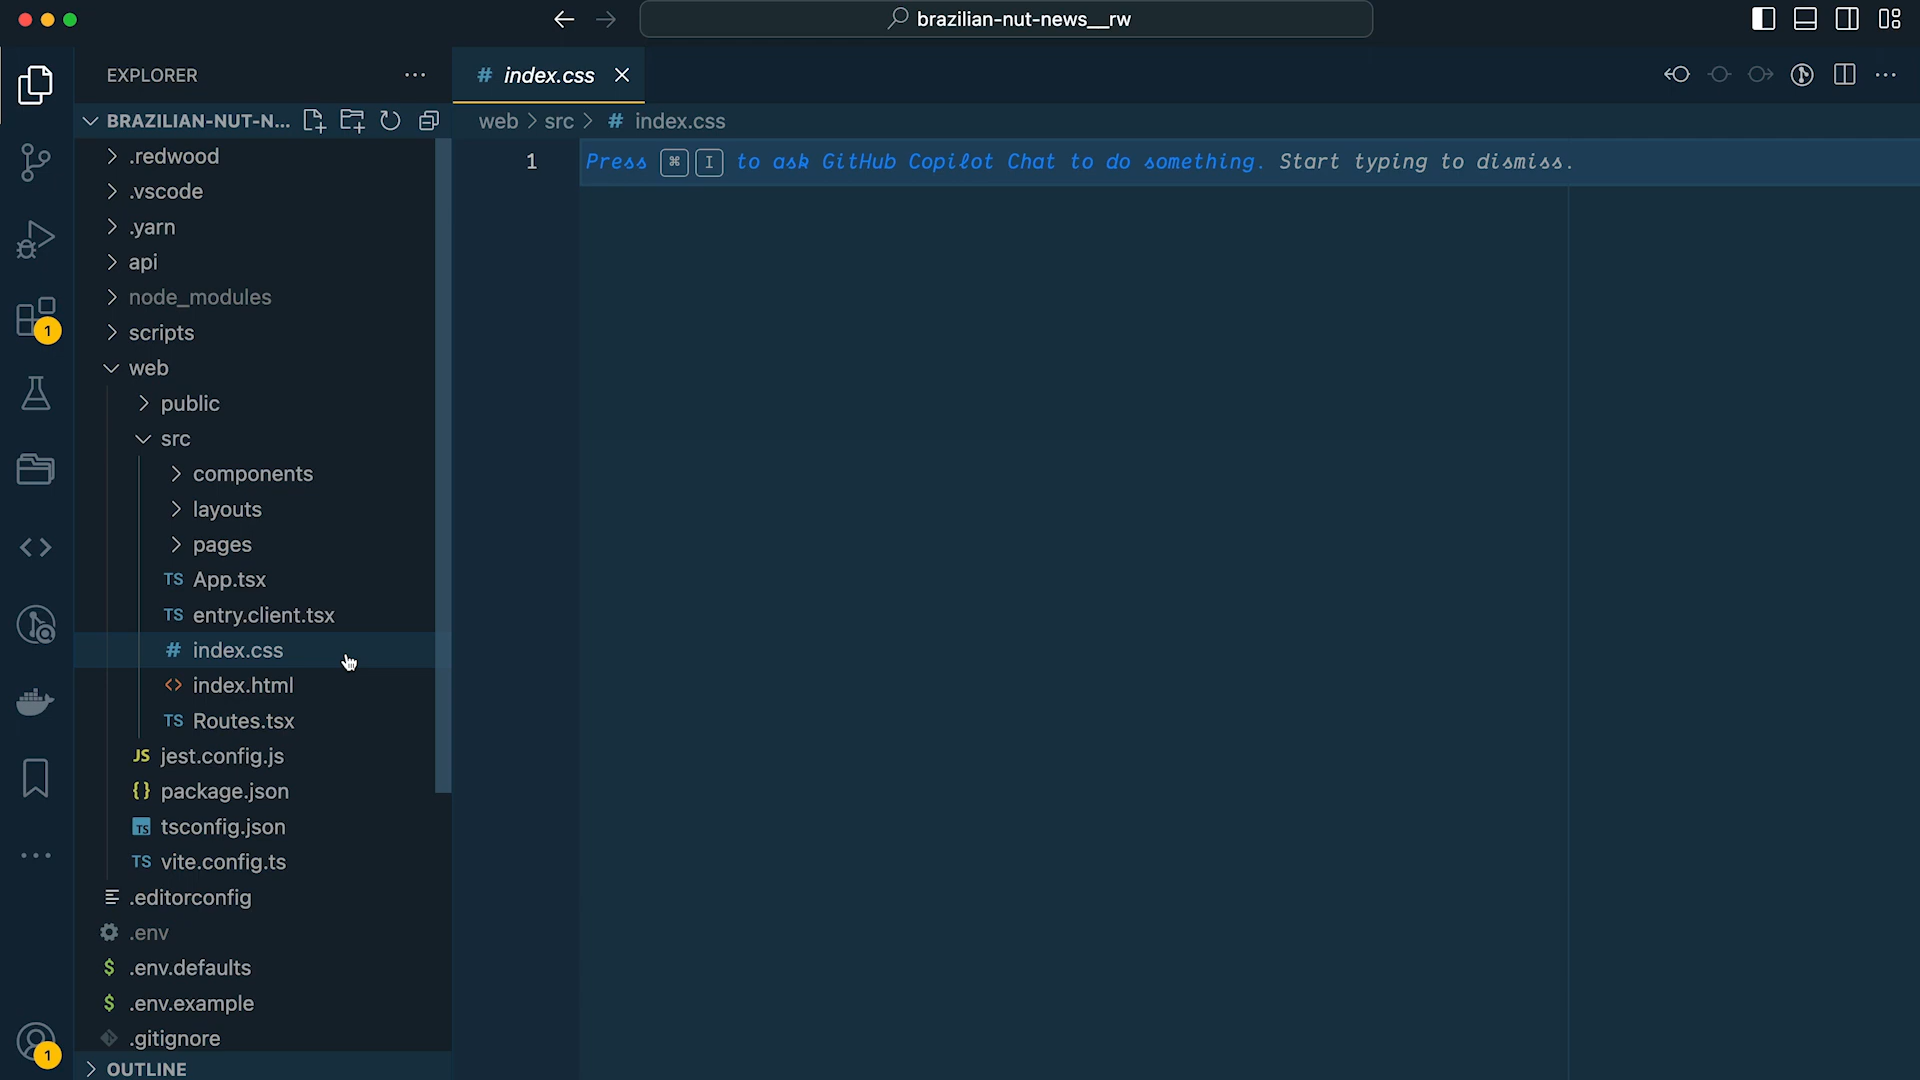 brazilian-nut-news__rw
EXPLORER
# index.css
BRAZILIAN-NUT-N...
web > src > # index.css
1 Press ⌘ I to ask GitHub Copilot Chat to do something. Start typing to dismiss.
.redwood
.vscode
.yarn
api
node_modules
1
scripts
web
public
src
components
layouts
pages
TS App.tsx
TS entry.client.tsx
# index.css
<> index.html
TS Routes.tsx
JS jest.config.js
{} package.json
TS tsconfig.json
TS vite.config.ts
.editorconfig
.env
$ .env.defaults
$ .env.example
.gitignore
1
OUTLINE